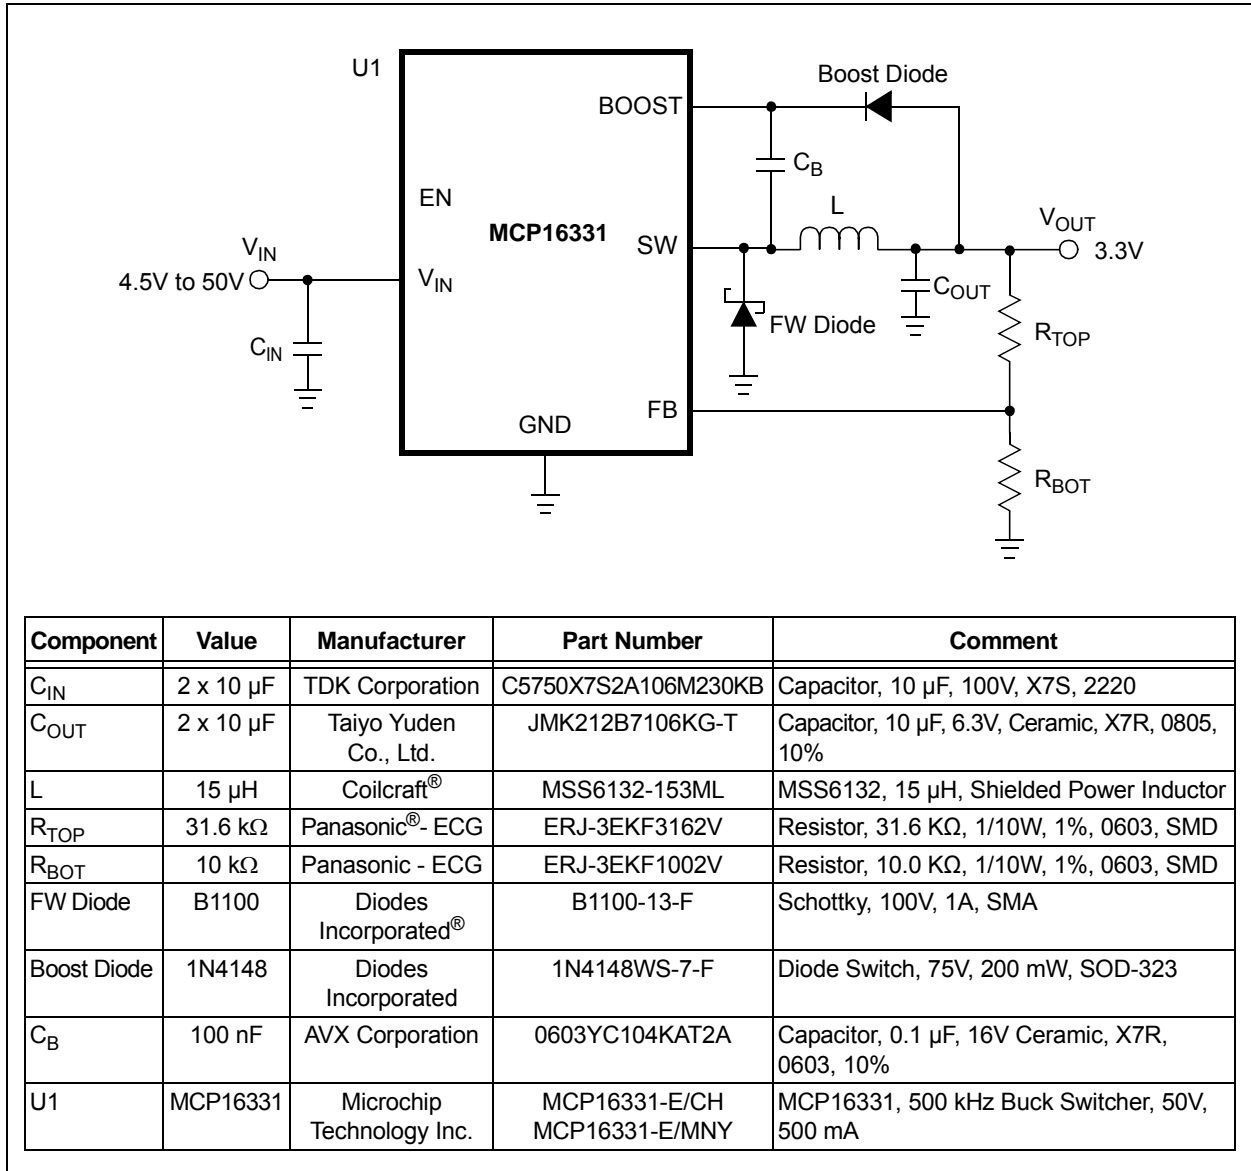 U1
Boost Diode
BOOST
C_B
EN
MCP16331
L
V_OUT
SW
3.3V
V_IN
4.5V to 50V
V_IN
C_OUT
FW Diode
R_TOP
C_IN
FB
GND
R_BOT
Component Value Manufacturer Part Number Comment
C_IN 2 x 10 µF TDK Corporation C5750X7S2A106M230KB Capacitor, 10 µF, 100V, X7S, 2220
C_OUT 2 x 10 µF Taiyo Yuden JMK212B7106KG-T Capacitor, 10 µF, 6.3V, Ceramic, X7R, 0805,
Co., Ltd. 10%
L 15 µH Coilcraft® MSS6132-153ML MSS6132, 15 µH, Shielded Power Inductor
R_TOP 31.6 kΩ Panasonic®- ECG ERJ-3EKF3162V Resistor, 31.6 KΩ, 1/10W, 1%, 0603, SMD
R_BOT 10 kΩ Panasonic - ECG ERJ-3EKF1002V Resistor, 10.0 KΩ, 1/10W, 1%, 0603, SMD
FW Diode B1100 Diodes B1100-13-F Schottky, 100V, 1A, SMA
Incorporated®
Boost Diode 1N4148 Diodes 1N4148WS-7-F Diode Switch, 75V, 200 mW, SOD-323
Incorporated
C_B 100 nF AVX Corporation 0603YC104KAT2A Capacitor, 0.1 µF, 16V Ceramic, X7R,
0603, 10%
U1 MCP16331 Microchip MCP16331-E/CH MCP16331, 500 kHz Buck Switcher, 50V,
Technology Inc. MCP16331-E/MNY 500 mA